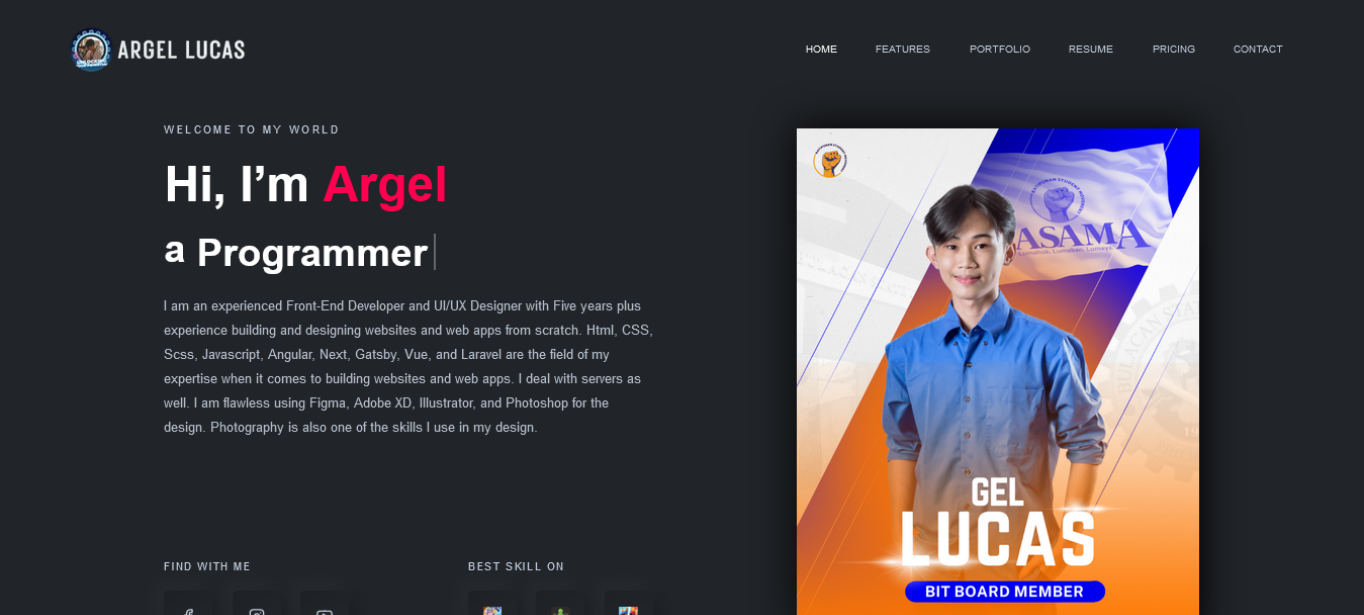 ARGEL LUCAS
HOME FEATURES PORTFOLIO RESUME PRICING CONTACT
WELCOME TO MY WORLD
Hi, I’m Argel
a Programmer
I am an experienced Front-End Developer and UI/UX Designer with Five years plus
experience building and designing websites and web apps from scratch. Html, CSS,
Scss, Javascript, Angular, Next, Gatsby, Vue, and Laravel are the field of my
expertise when it comes to building websites and web apps. I deal with servers as
well. I am flawless using Figma, Adobe XD, Illustrator, and Photoshop for the
design. Photography is also one of the skills I use in my design.
FIND WITH ME
BEST SKILL ON
ASAMA
GEL
LUCAS
BIT BOARD MEMBER